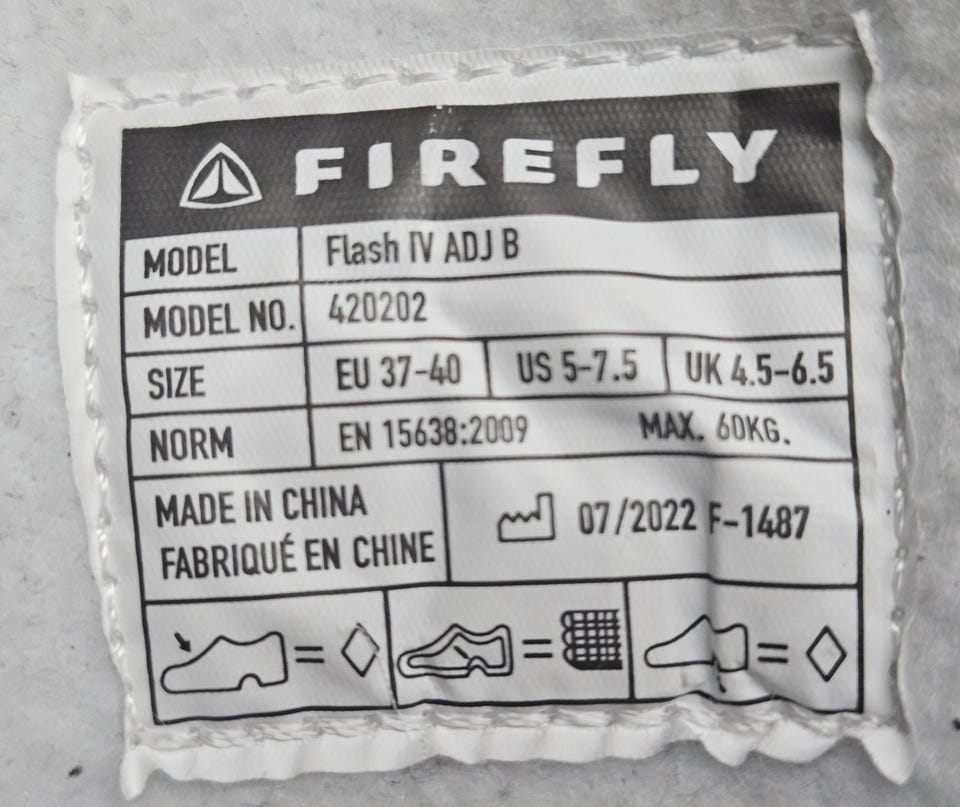 FIREFLY
MODEL Flash IV ADJ B
MODEL NO. 420202
SIZE EU 37-40 US 5-7.5 UK 4.5-6.5
NORM EN 15638:2009 MAX. 60KG.
MADE IN CHINA
FABRIQUÉ EN CHINE
07/2022 F-1487
= = =